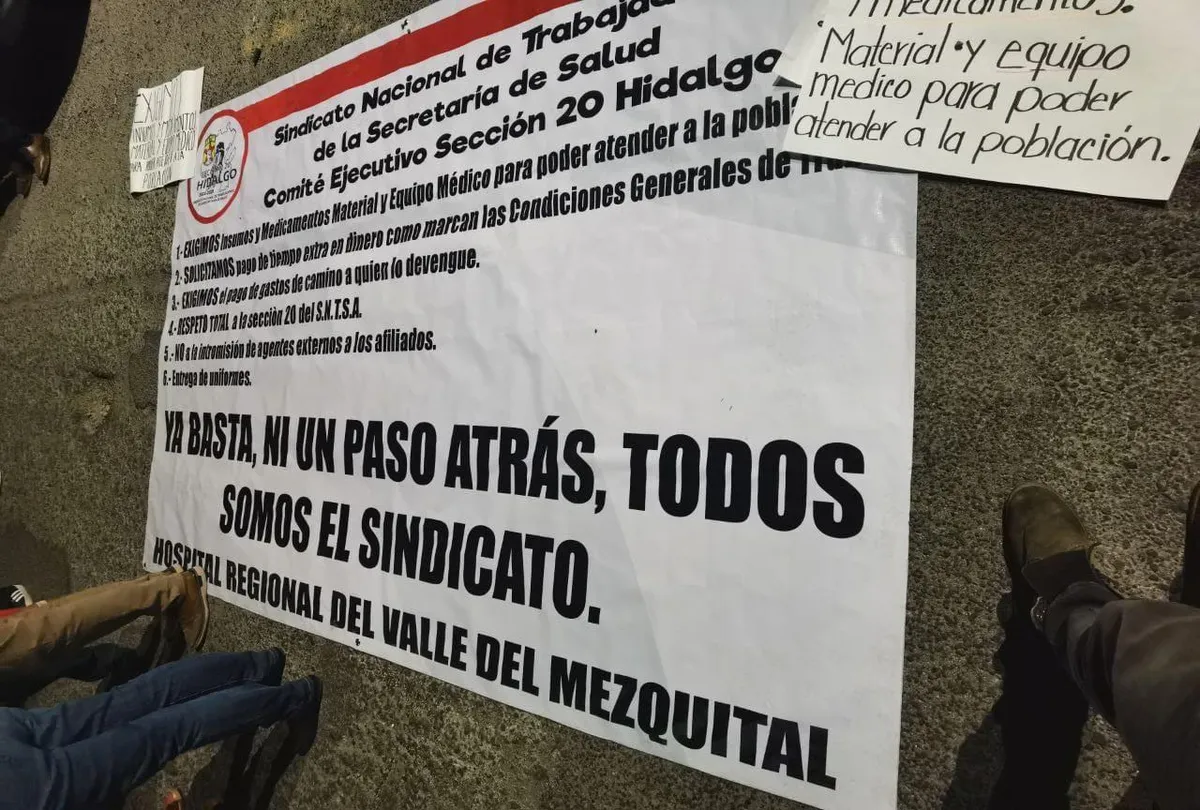 Sindicato Nacional de
de la Secretaría de Salud
Comité Ejecutivo Sección 20 Hidalgo
HIDALGO
1.- EXIGIMOS Insumos y Medicamentos Material y Equipo Médico para poder atender a la
2.- SOLICITAMOS pago de tiempo extra en dinero como marcan las Condiciones Generales de
3.- EXIGIMOS el pago de gastos de camino a quien lo devengue.
4.- RESPETO TOTAL a la sección 20 del S.N.T.S.A.
5.- NO a la intromisión de agentes externos a los afiliados.
6.- Entrega de uniformes.
YA BASTA, NI UN PASO ATRÁS, TODOS
SOMOS EL SINDICATO.
HOSPITAL REGIONAL DEL VALLE DEL MEZQUITAL
medicamentos.
Material y equipo
medico para poder
atender a la población.